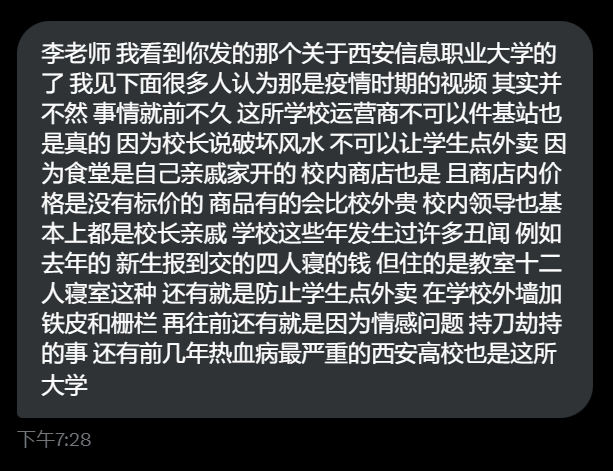 李老师 我看到你发的那个关于西安信息职业大学的
了 我见下面很多人认为那是疫情时期的视频 其实并
不然 事情就前不久 这所学校运营商不可以件基站也
是真的 因为校长说破坏风水 不可以让学生点外卖 因
为食堂是自己亲戚家开的 校内商店也是 且商店内价
格是没有标价的 商品有的会比校外贵 校内领导也基
本上都是校长亲戚 学校这些年发生过许多丑闻 例如
去年的 新生报到交的四人寝的钱 但住的是教室十二
人寝室这种 还有就是防止学生点外卖 在学校外墙加
铁皮和栅栏 再往前还有就是因为情感问题 持刀劫持
的事 还有前几年热血病最严重的西安高校也是这所
大学
下午7:28